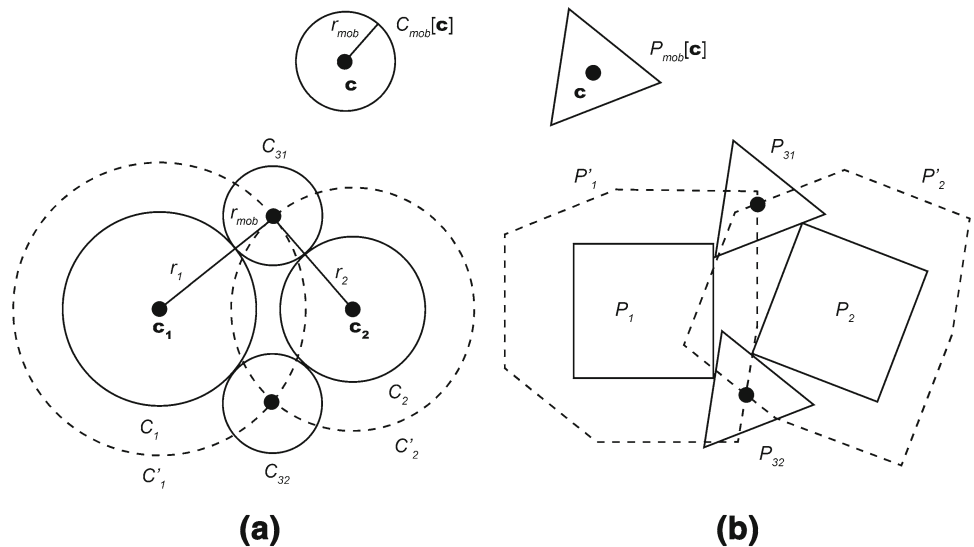 r_mob C_mob[c]
c
P_mob[c]
c
C_31
r_mob
r_1
r_2
c_1
c_2
C_1
C'_1
C_2
C'_2
C_32
(a)
P_31
P'_1
P'_2
P_1
P_2
P_32
(b)